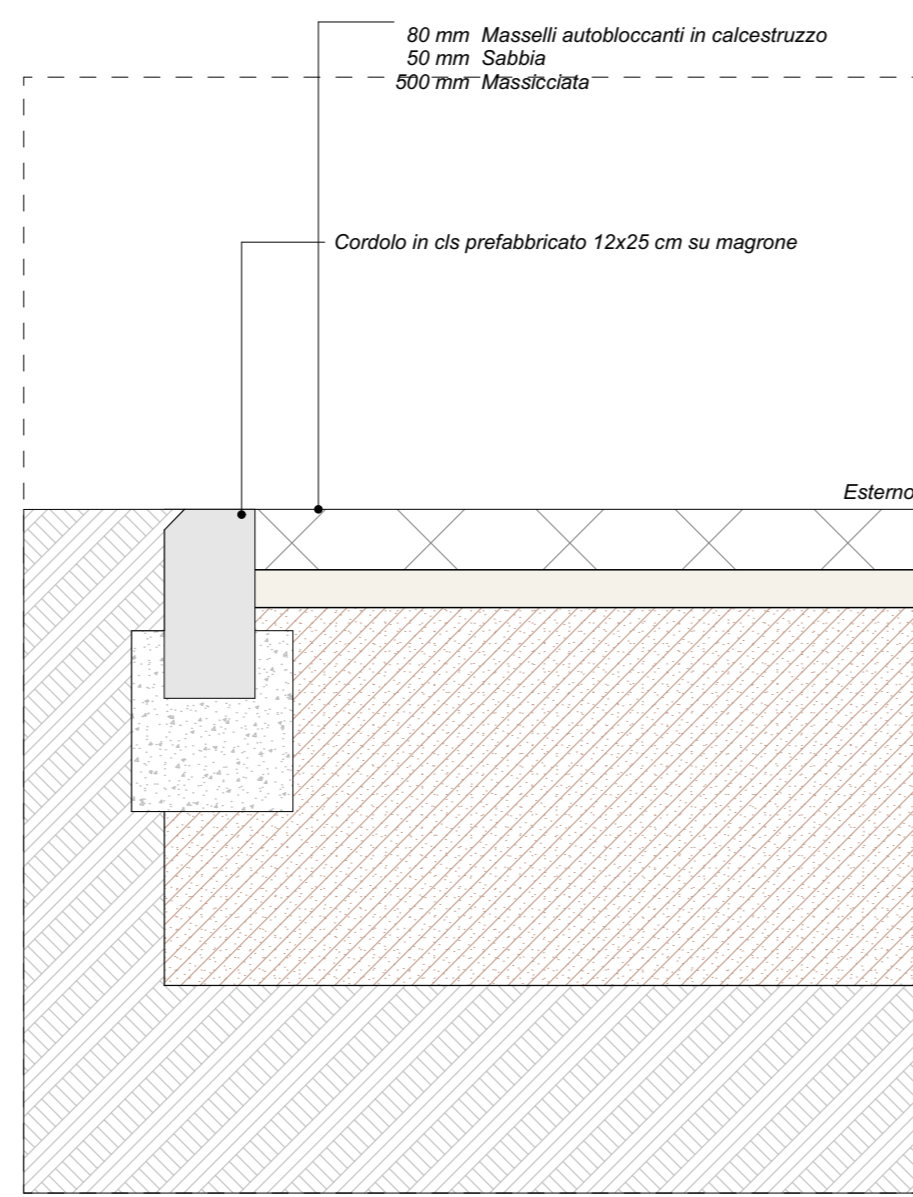 80 mm Masselli autobloccanti in calcestruzzo
50 mm Sabbia
500 mm Massicciata
Cordolo in cls prefabbricato 12x25 cm su magrone
Esterno